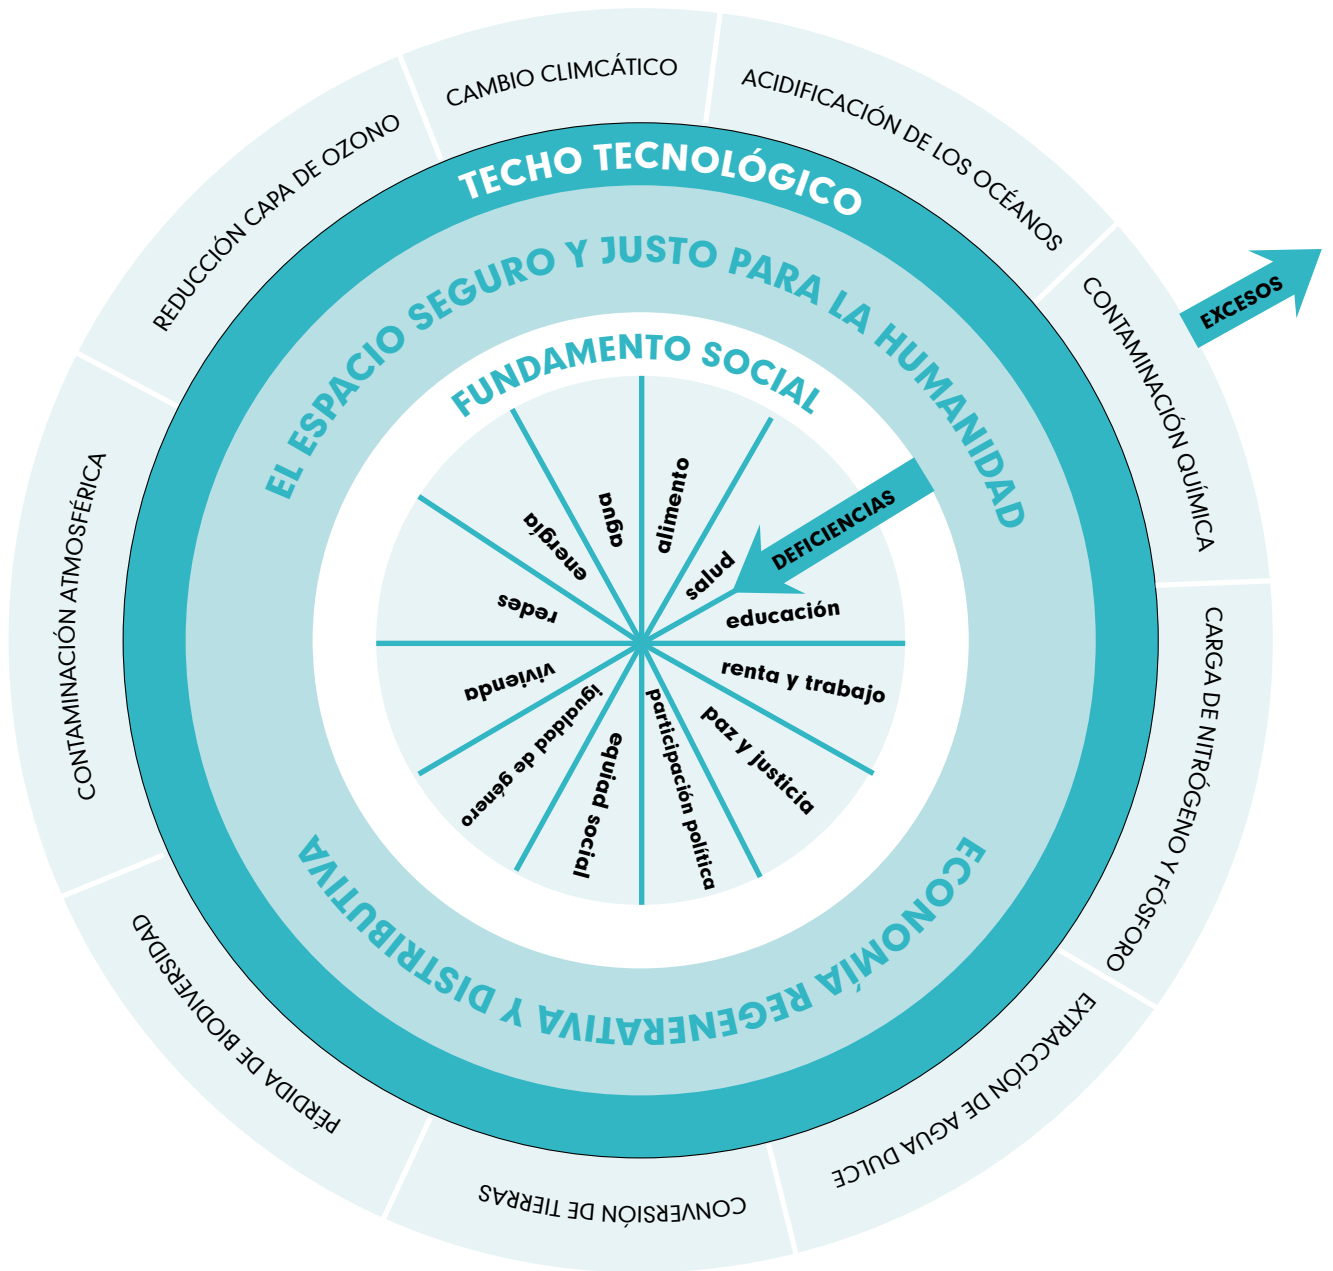 CAMBIO CLIMCÁTICO
ACIDIFICACIÓN DE LOS OCÉANOS
CONTAMINACIÓN QUÍMICA
CARGA DE NITRÓGENO Y FÓSFORO
EXTRACCIÓN DE AGUA DULCE
CONVERSIÓN DE TIERRAS
PÉRDIDA DE BIODIVERSIDAD
CONTAMINACIÓN ATMOSFÉRICA
REDUCCIÓN CAPA DE OZONO
EXCESOS
TECHO TECNOLÓGICO
EL ESPACIO SEGURO Y JUSTO PARA LA HUMANIDAD
ECONOMÍA REGENERATIVA Y DISTRIBUTIVA
FUNDAMENTO SOCIAL
DEFICIENCIAS
alimento
salud
educación
renta y trabajo
paz y justicia
participación política
equiad social
igualdad de género
vivienda
redes
energía
agua